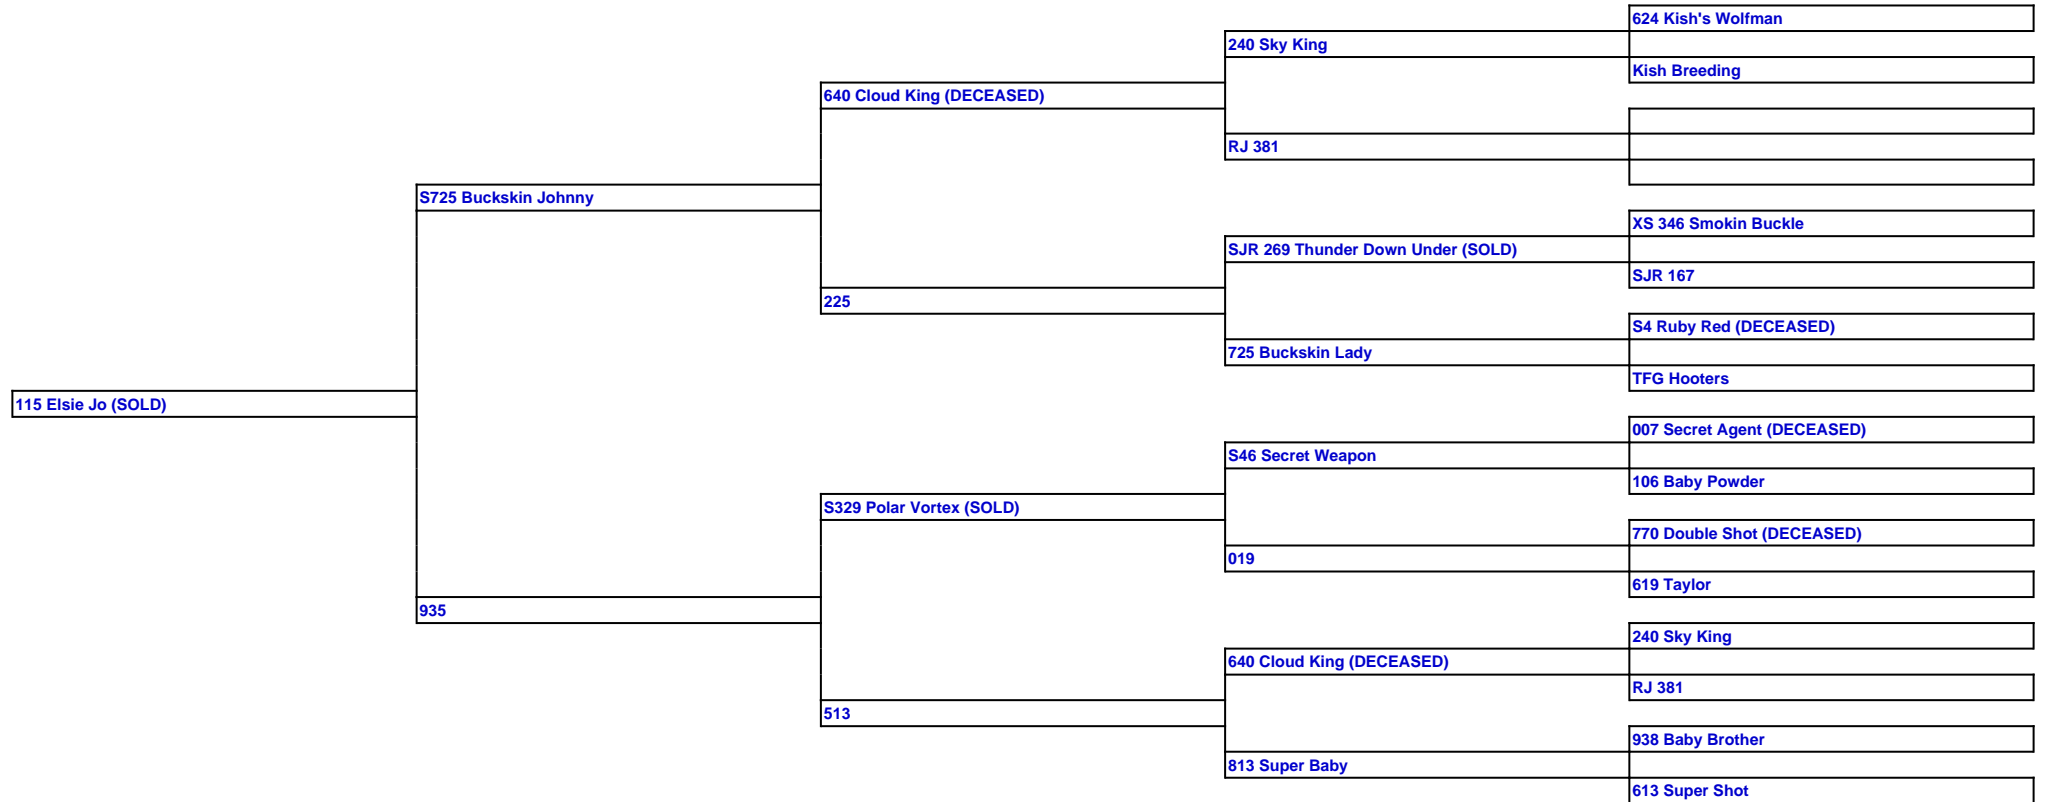 624 Kish's Wolfman
240 Sky King
Kish Breeding
640 Cloud King (DECEASED)
RJ 381
S725 Buckskin Johnny
XS 346 Smokin Buckle
SJR 269 Thunder Down Under (SOLD)
SJR 167
225
S4 Ruby Red (DECEASED)
725 Buckskin Lady
TFG Hooters
115 Elsie Jo (SOLD)
007 Secret Agent (DECEASED)
S46 Secret Weapon
106 Baby Powder
S329 Polar Vortex (SOLD)
770 Double Shot (DECEASED)
019
619 Taylor
935
240 Sky King
640 Cloud King (DECEASED)
RJ 381
513
938 Baby Brother
813 Super Baby
613 Super Shot